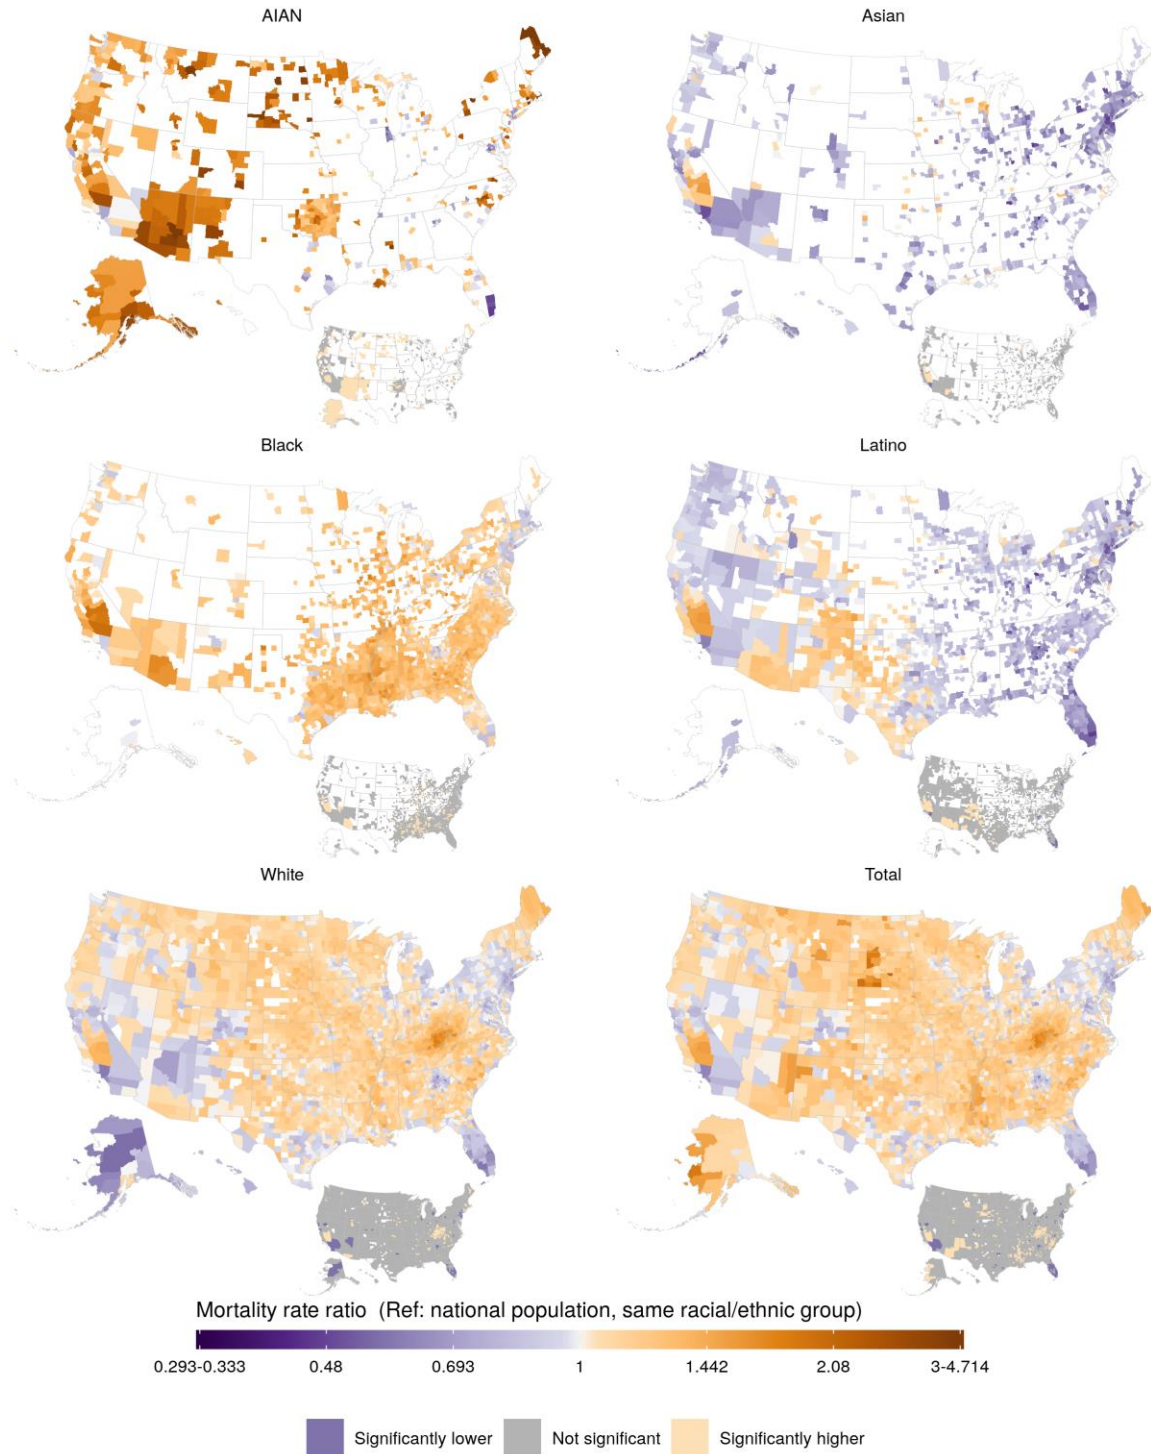 AIAN
Asian
Black
Latino
White
Total
Mortality rate ratio (Ref: national population, same racial/ethnic group)
0.293-0.333 0.48 0.693 1 1.442 2.08 3-4.714
Significantly lower Not significant Significantly higher